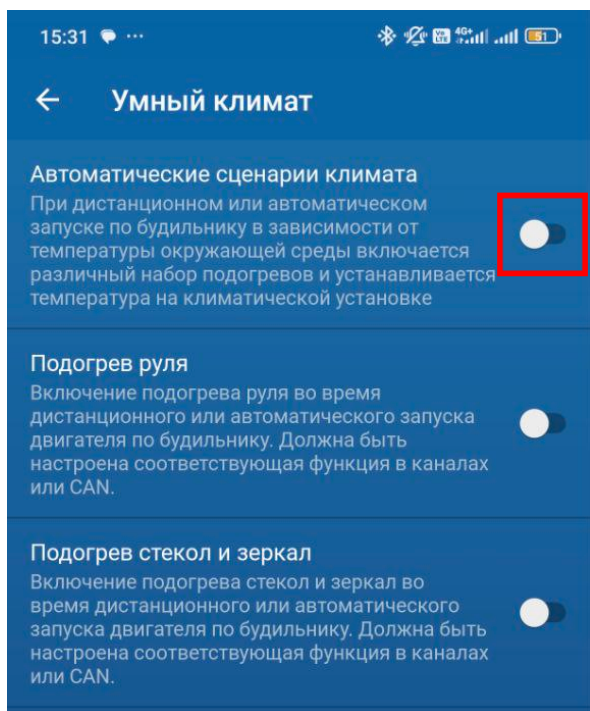 15:31
VoLTE 4G+ 51
Умный климат
Автоматические сценарии климата
При дистанционном или автоматическом
запуске по будильнику в зависимости от
температуры окружающей среды включается
различный набор подогревов и устанавливается
температура на климатической установке
Подогрев руля
Включение подогрева руля во время
дистанционного или автоматического запуска
двигателя по будильнику. Должна быть
настроена соответствующая функция в каналах
или CAN.
Подогрев стекол и зеркал
Включение подогрева стекол и зеркал во
время дистанционного или автоматического
запуска двигателя по будильнику. Должна быть
настроена соответствующая функция в каналах
или CAN.